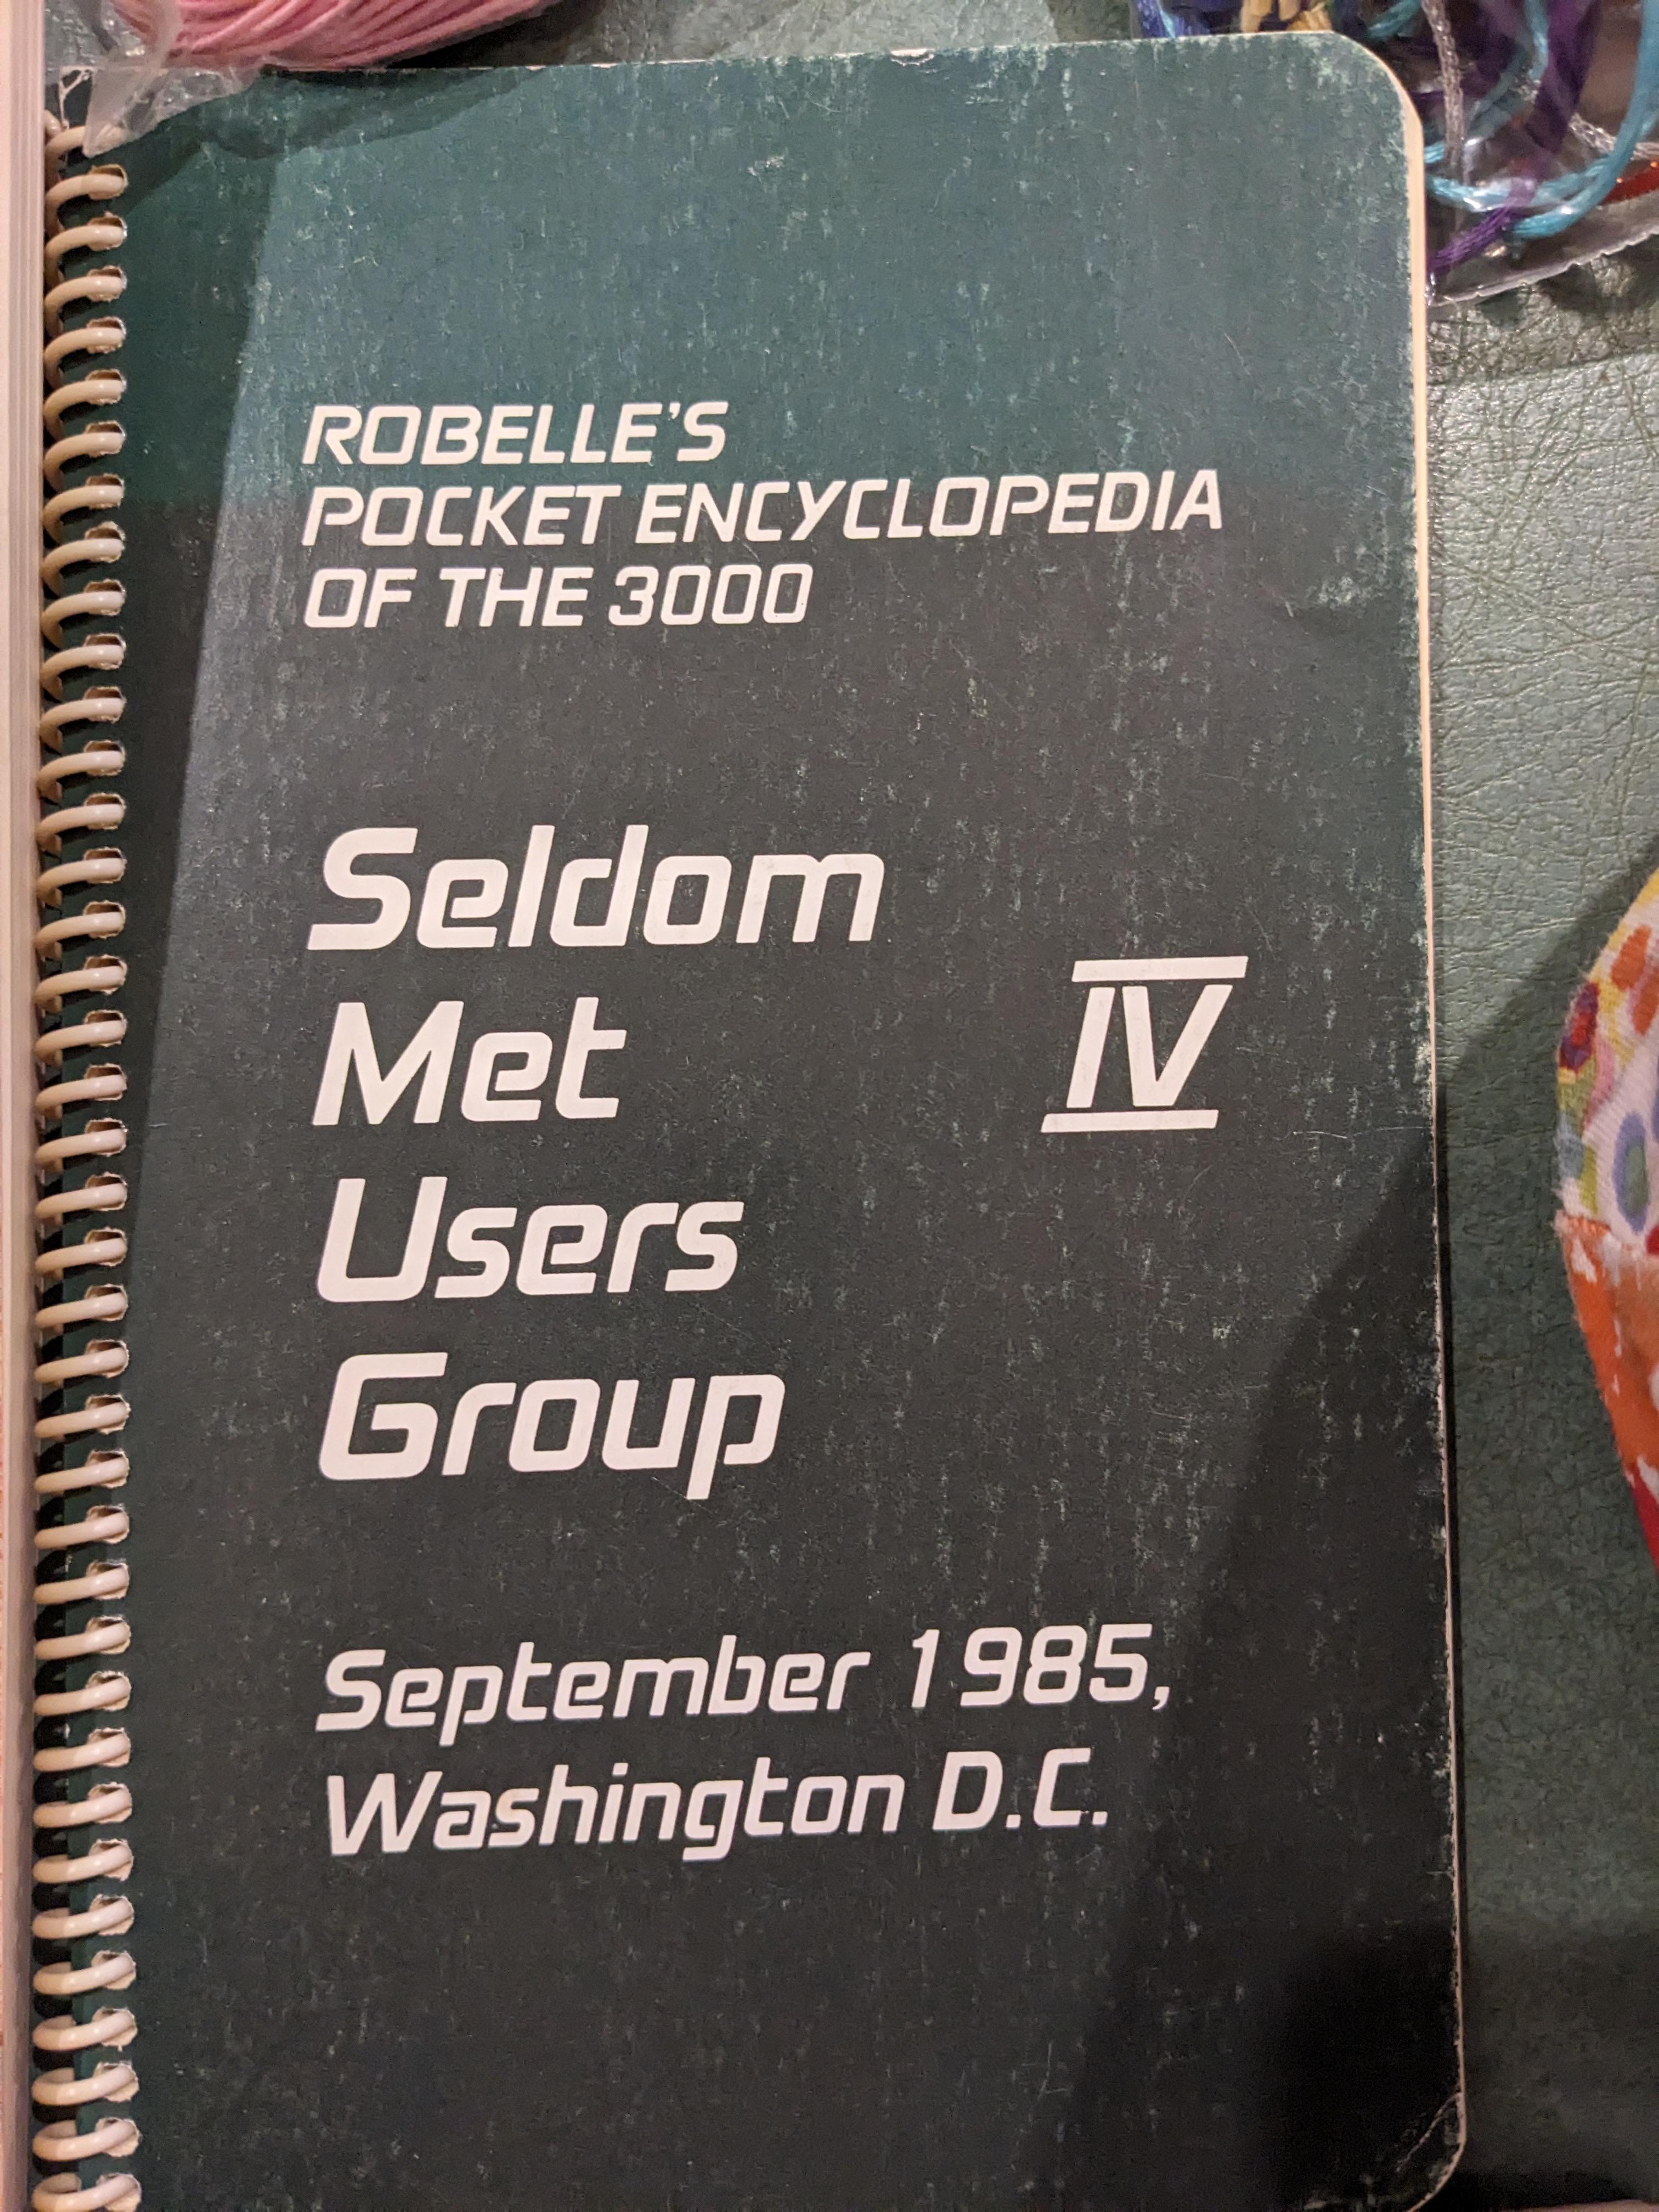 ROBELLE'S
POCKET ENCYCLOPEDIA
OF THE 3000
Seldom
Met
IV
Users
Group
September 1985,
Washington D.C.